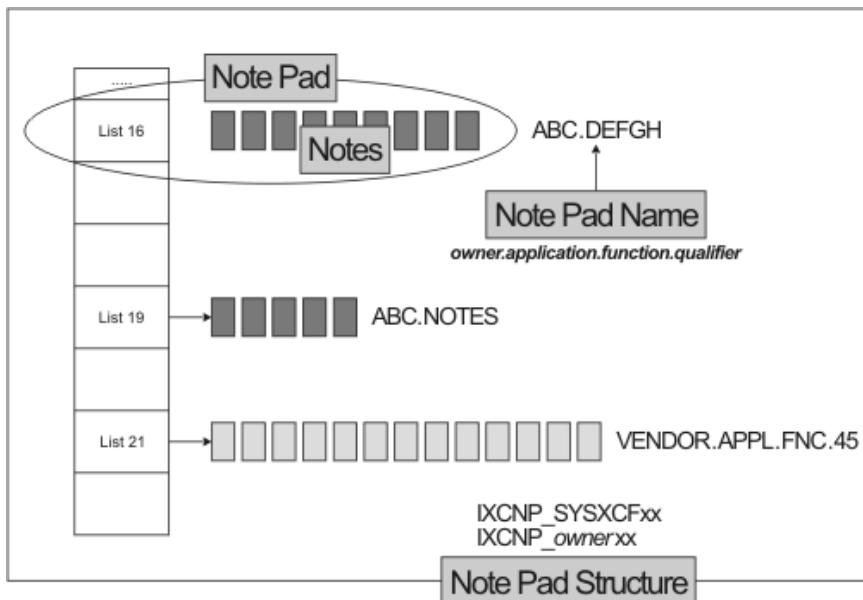 .....
Note Pad
List 16
Notes
ABC.DEFGH
Note Pad Name
owner.application.function.qualifier
List 19
ABC.NOTES
List 21
VENDOR.APPL.FNC.45
IXCNP_SYSXCFxx
IXCNP_ownerxx
Note Pad Structure